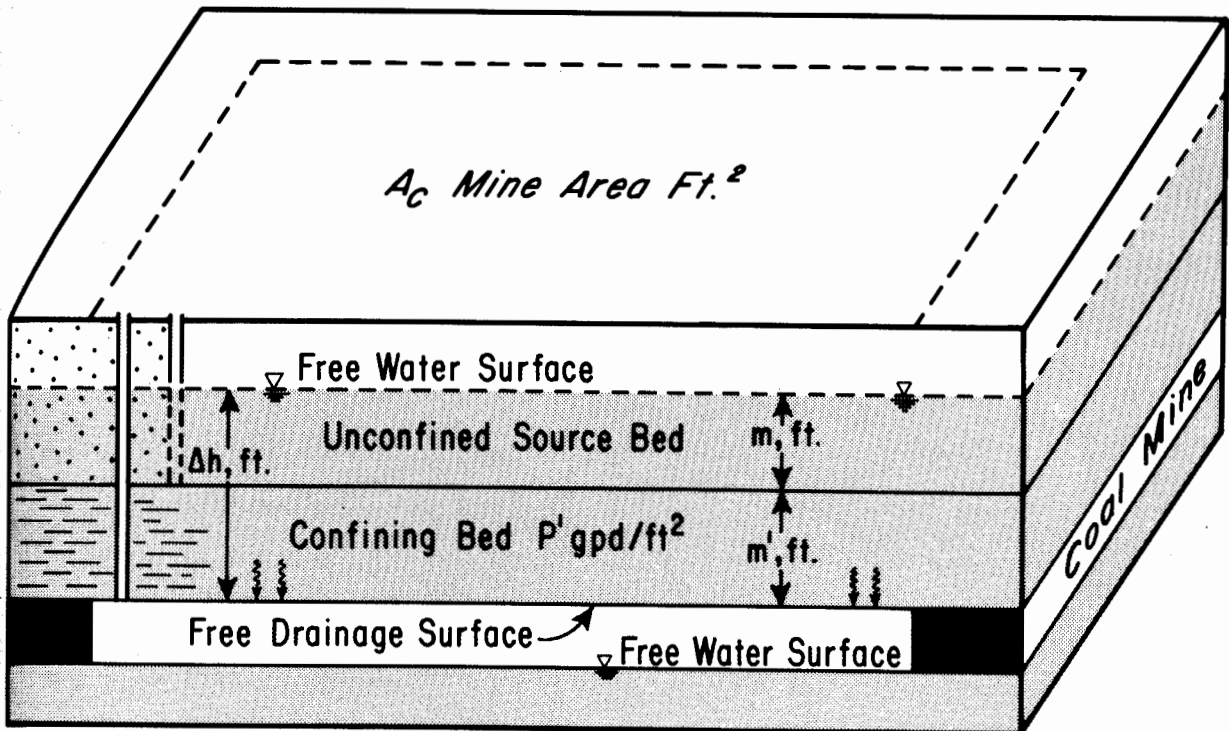 A_c Mine Area Ft.²
Free Water Surface
Unconfined Source Bed
m, ft.
Δh, ft.
Confining Bed P'gpd/ft²
m', ft.
Coal Mine
Free Drainage Surface
Free Water Surface